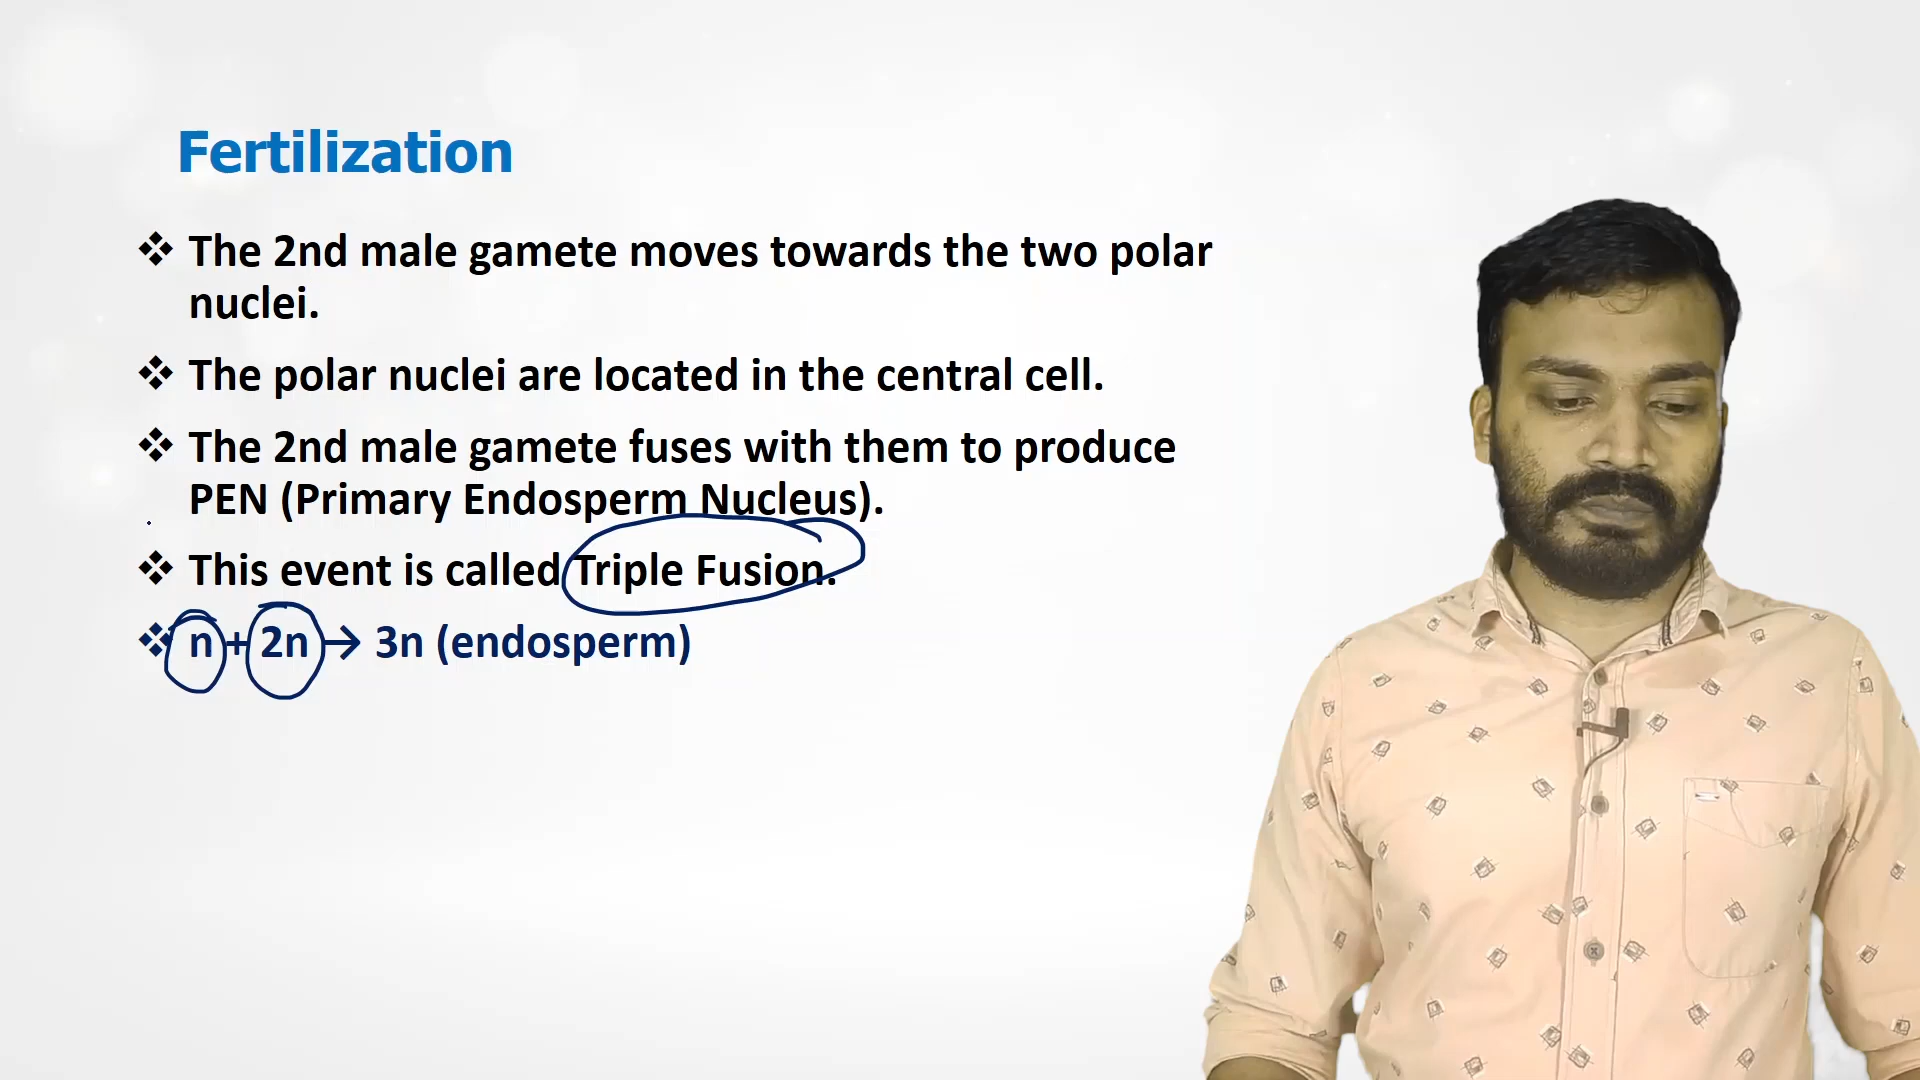 Fertilization
❖ The 2nd male gamete moves towards the two polar
nuclei.
❖ The polar nuclei are located in the central cell.
❖ The 2nd male gamete fuses with them to produce
PEN (Primary Endosperm Nucleus).
❖ This event is called Triple Fusion.
❖ n + 2n → 3n (endosperm)